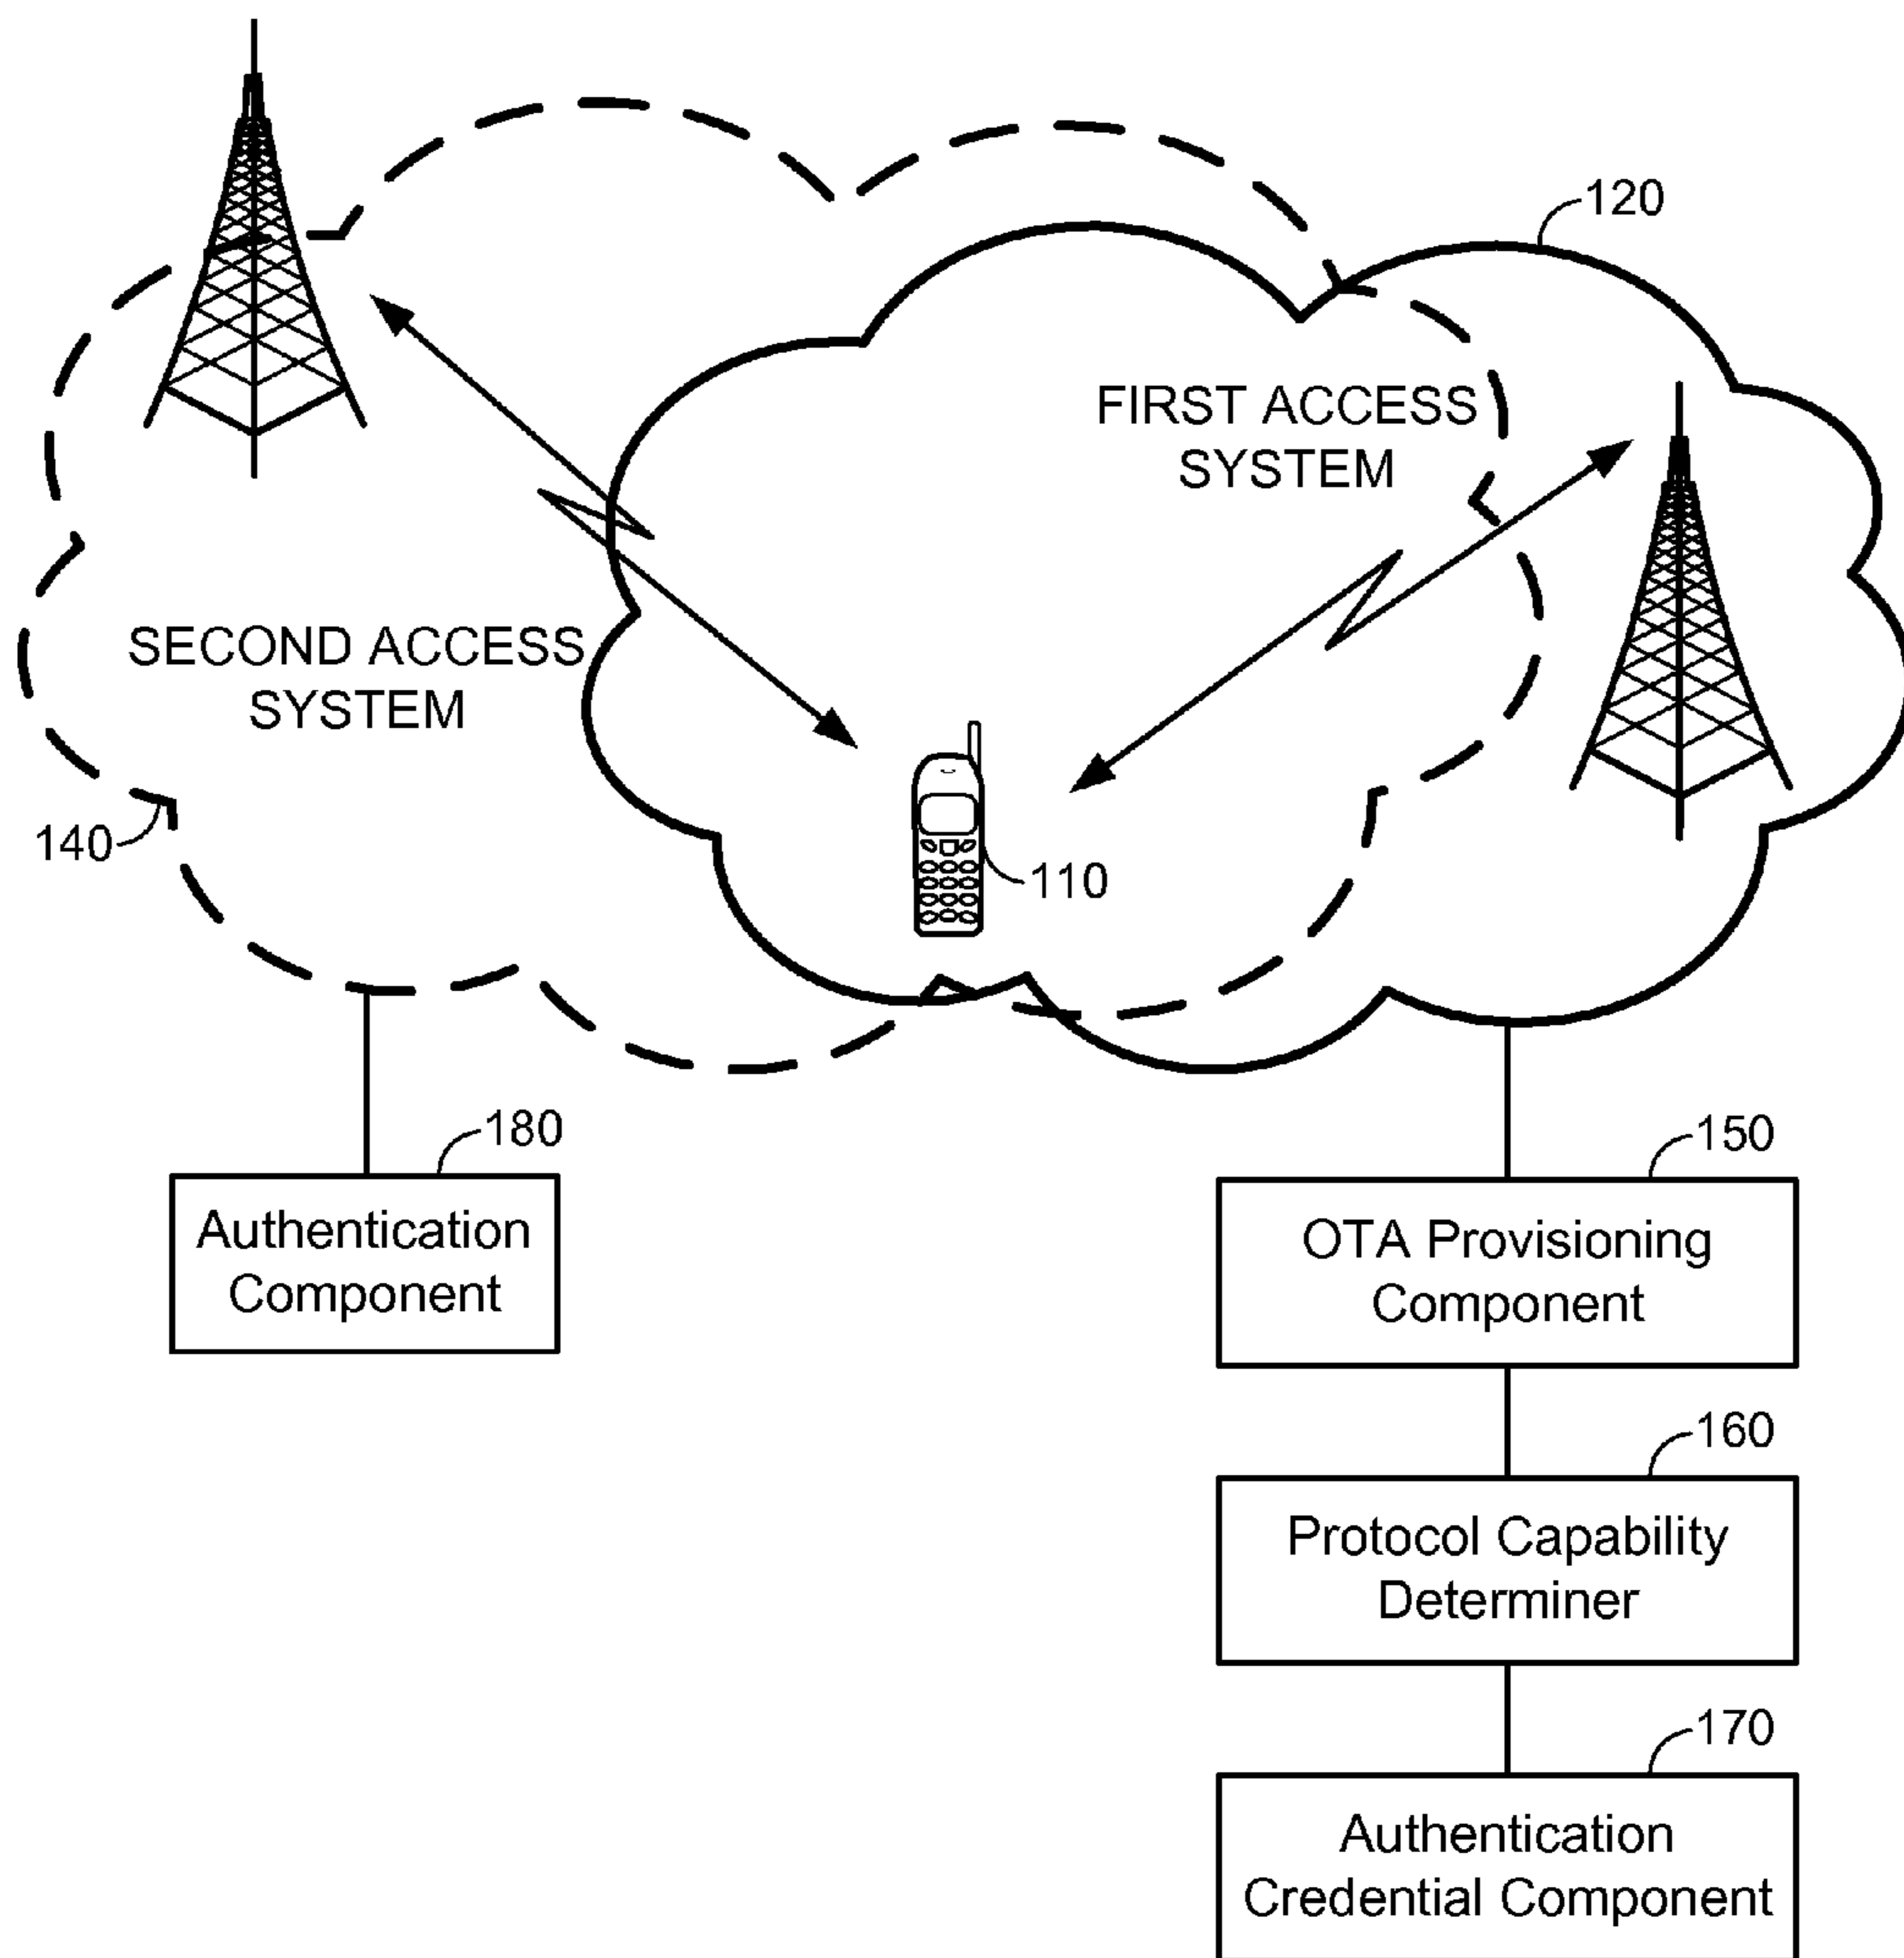 120
FIRST ACCESS
SYSTEM
SECOND ACCESS
SYSTEM
140
110
180
Authentication
Component
150
OTA Provisioning
Component
160
Protocol Capability
Determiner
170
Authentication
Credential Component